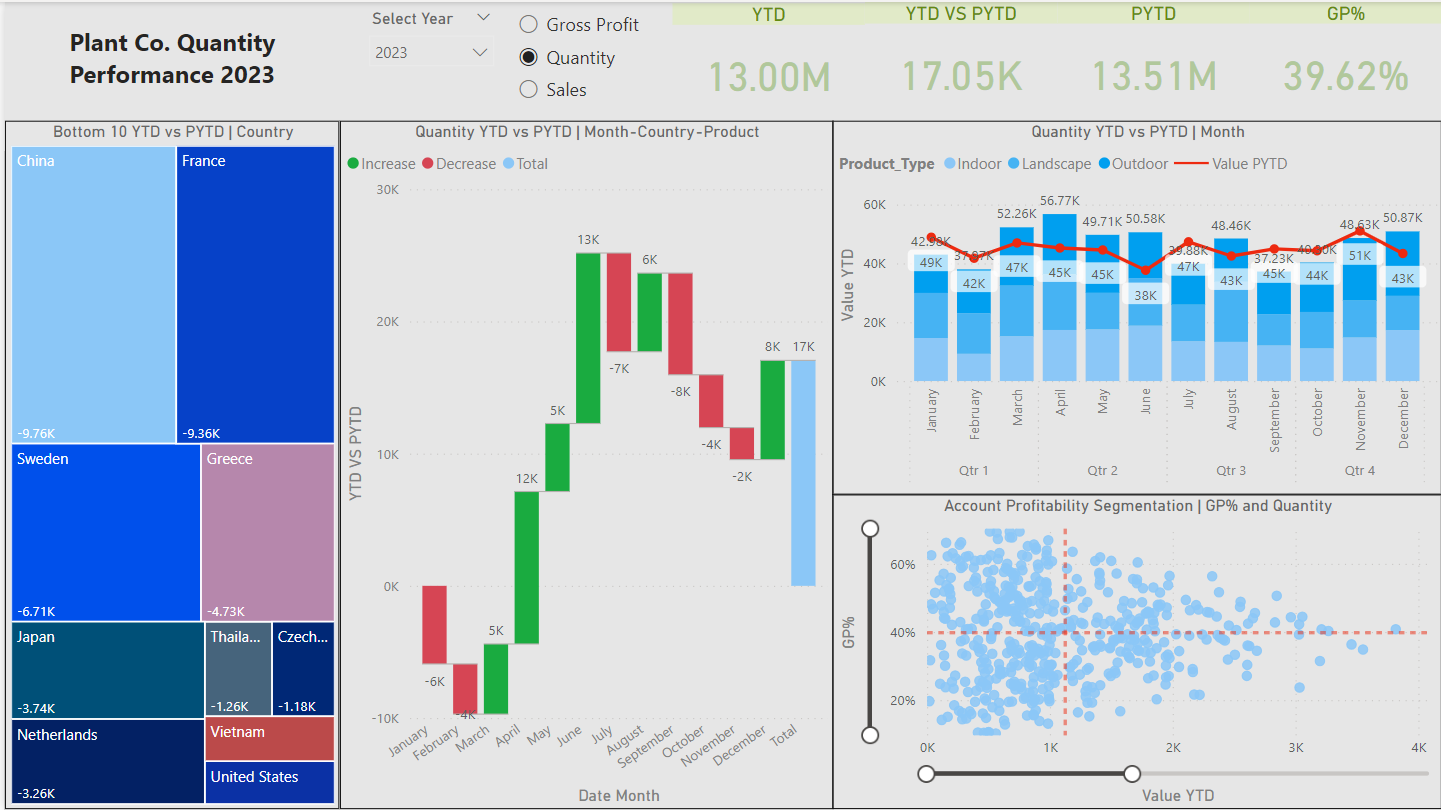 Plant Co. Quantity
Performance 2023
Select Year
2023
Gross Profit
Quantity
Sales
YTD
YTD VS PYTD
PYTD
GP%
13.00M
17.05K
13.51M
39.62%
Bottom 10 YTD vs PYTD | Country
China
-9.76K
France
-9.36K
Sweden
-6.71K
Greece
-4.73K
Japan
-3.74K
Thaila...
-1.26K
Czech...
-1.18K
Netherlands
-3.26K
Vietnam
United States
Quantity YTD vs PYTD | Month-Country-Product
Increase
Decrease
Total
YTD VS PYTD
30K
20K
10K
0K
-10K
-6K
-4K
5K
12K
5K
13K
-7K
6K
-8K
-4K
-2K
8K
17K
January
February
March
April
May
June
July
August
September
October
November
December
Total
Date Month
Quantity YTD vs PYTD | Month
Product_Type
Indoor
Landscape
Outdoor
Value PYTD
Value YTD
60K
40K
20K
0K
52.26K
56.77K
49.71K
50.58K
48.46K
37.23K
48.63K
50.87K
49K
42K
47K
45K
45K
38K
47K
43K
45K
44K
51K
43K
January
February
March
April
May
June
July
August
September
October
November
December
Qtr 1
Qtr 2
Qtr 3
Qtr 4
Account Profitability Segmentation | GP% and Quantity
GP%
60%
40%
20%
0K
1K
2K
3K
4K
Value YTD